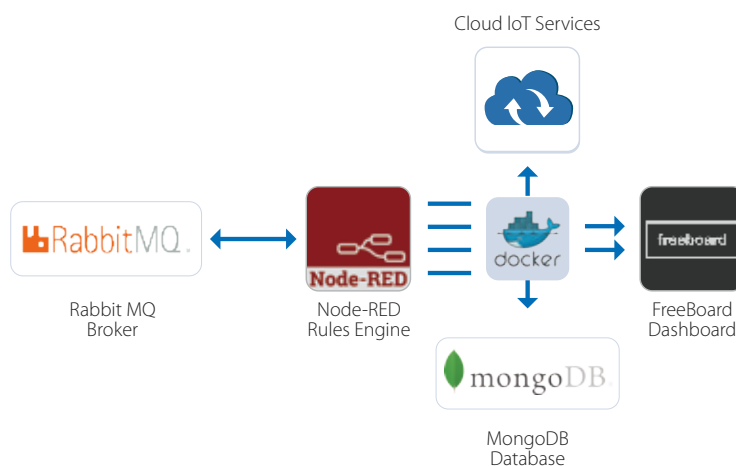 Cloud IoT Services
RabbitMQ
Node-RED
docker
freeboard
Rabbit MQ
Broker
Node-RED
Rules Engine
FreeBoard
Dashboard
mongoDB
MongoDB
Database